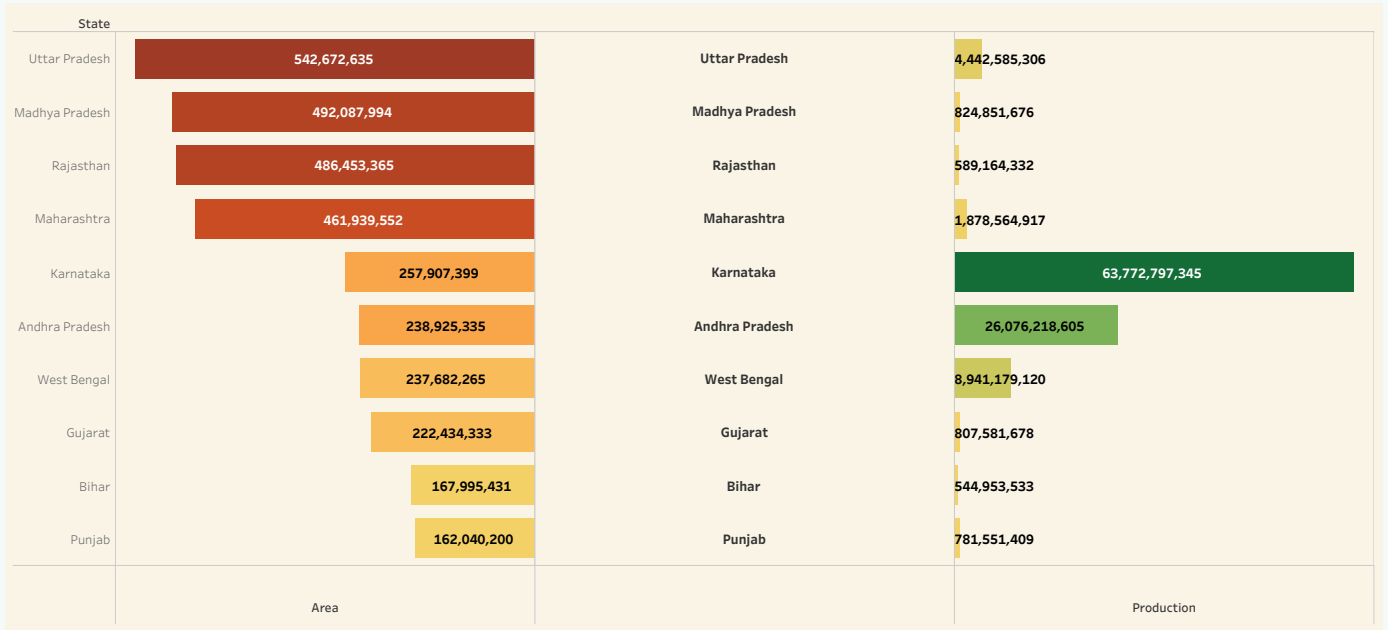 State
Uttar Pradesh 542,672,635 Uttar Pradesh 4,442,585,306
Madhya Pradesh 492,087,994 Madhya Pradesh 824,851,676
Rajasthan 486,453,365 Rajasthan 589,164,332
Maharashtra 461,939,552 Maharashtra 1,878,564,917
Karnataka 257,907,399 Karnataka 63,772,797,345
Andhra Pradesh 238,925,335 Andhra Pradesh 26,076,218,605
West Bengal 237,682,265 West Bengal 8,941,179,120
Gujarat 222,434,333 Gujarat 807,581,678
Bihar 167,995,431 Bihar 544,953,533
Punjab 162,040,200 Punjab 781,551,409
Area Production